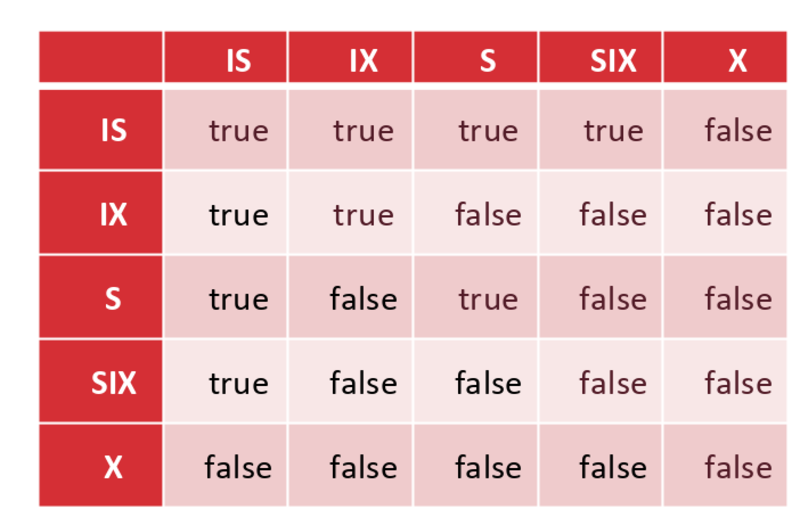 IS IX S SIX X
IS true true true true false
IX true true false false false
S true false true false false
SIX true false false false false
X false false false false false